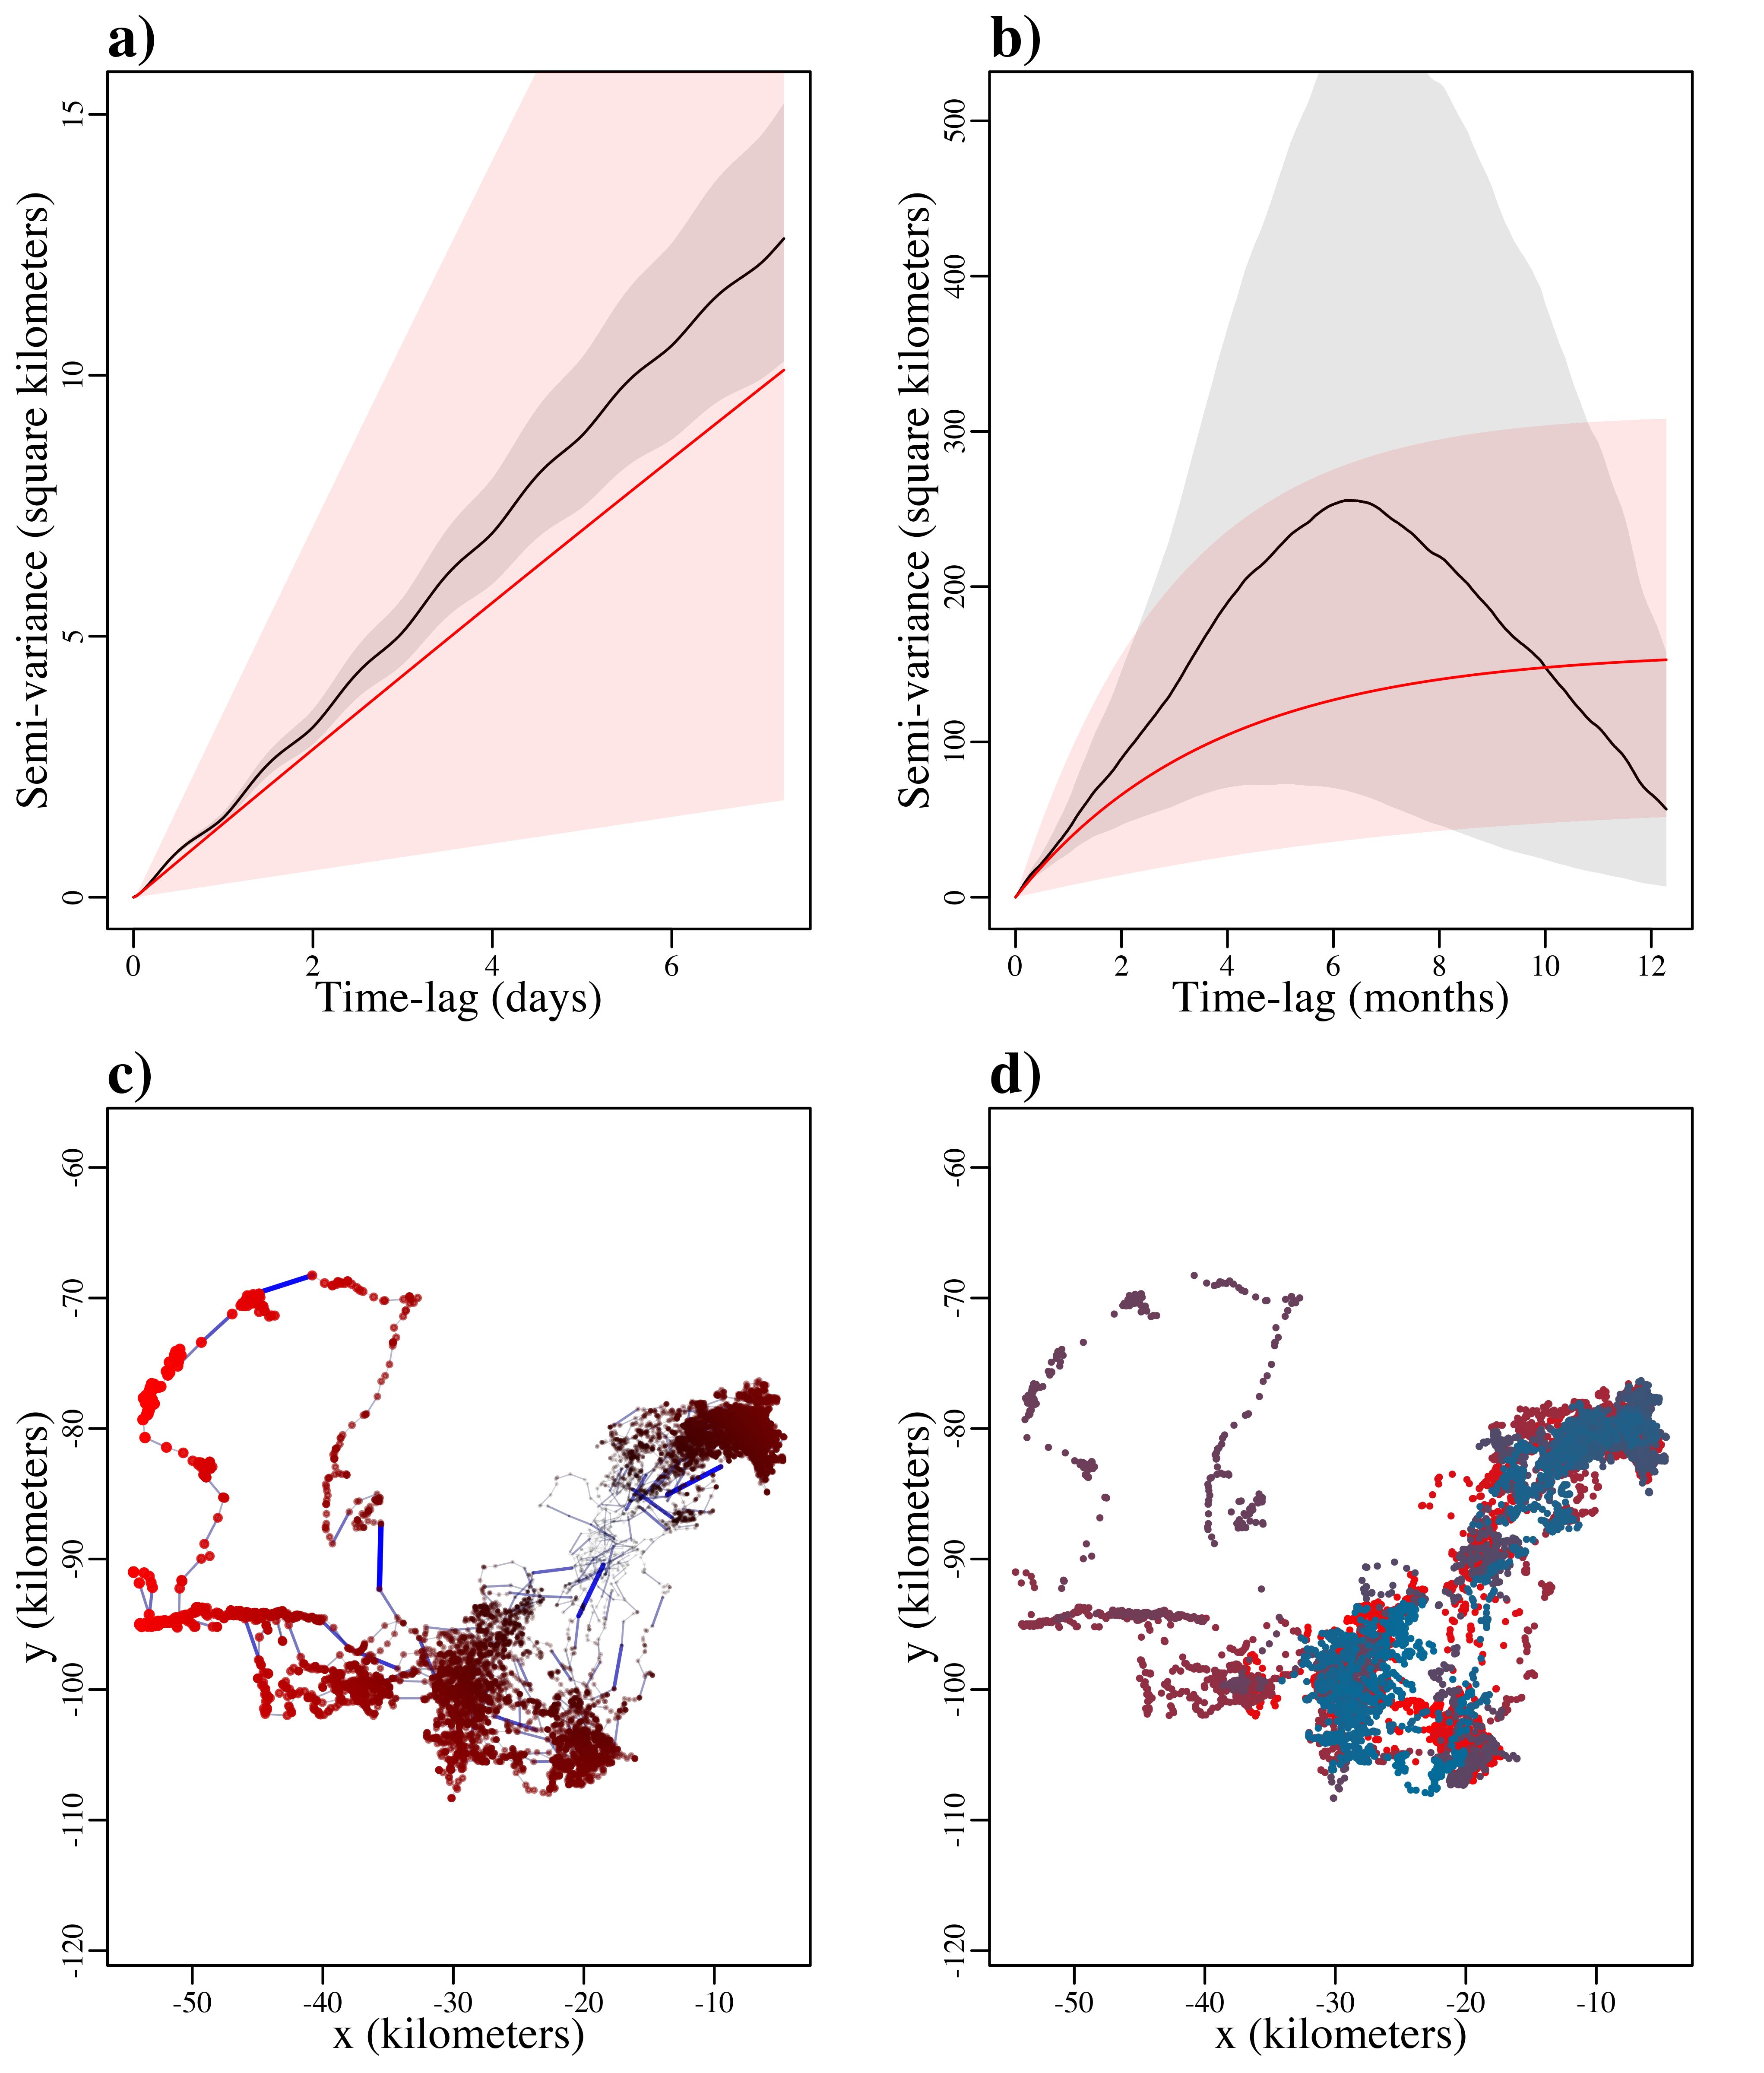 a)
Semi-variance (square kilometers)
15
10
5
0
0 2 4 6
Time-lag (days)
b)
Semi-variance (square kilometers)
500
400
300
200
100
0
0 2 4 6 8 10 12
Time-lag (months)
c)
y (kilometers)
-60
-70
-80
-90
-100
-110
-120
-50 -40 -30 -20 -10
x (kilometers)
d)
y (kilometers)
-60
-70
-80
-90
-100
-110
-120
-50 -40 -30 -20 -10
x (kilometers)